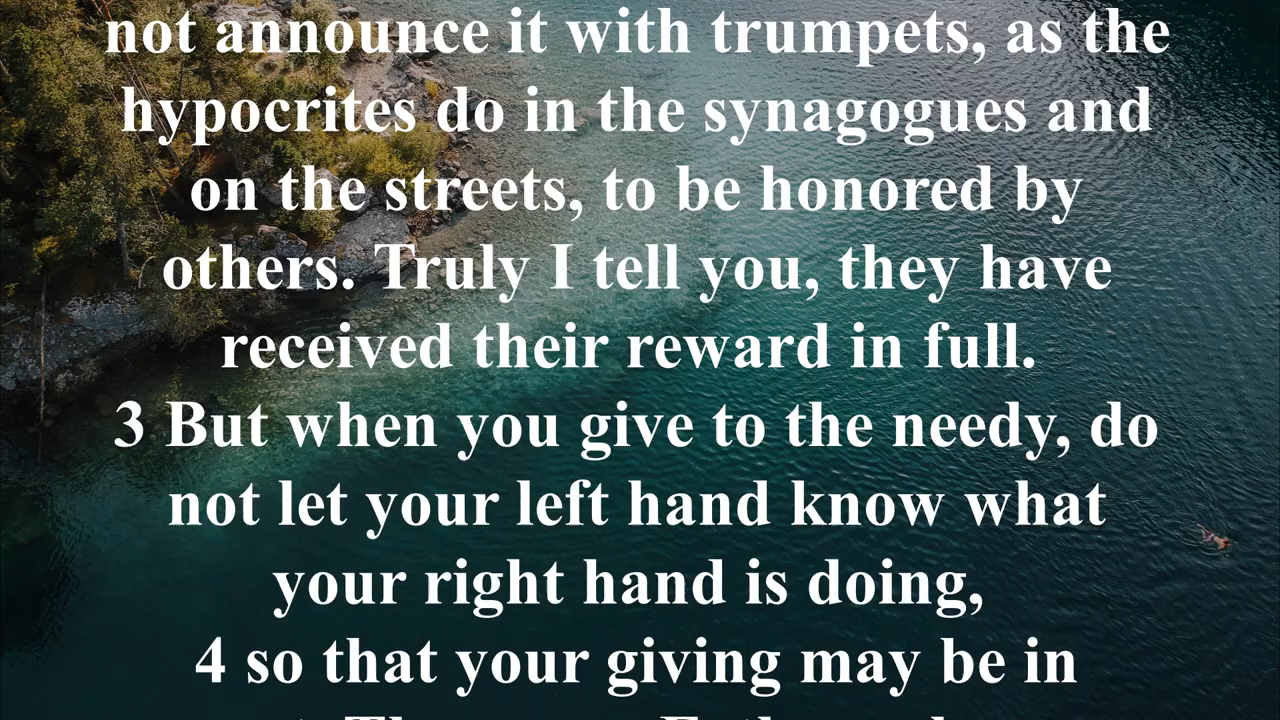 not announce it with trumpets, as the
hypocrites do in the synagogues and
on the streets, to be honored by
others. Truly I tell you, they have
received their reward in full.
3 But when you give to the needy, do
not let your left hand know what
your right hand is doing,
4 so that your giving may be in